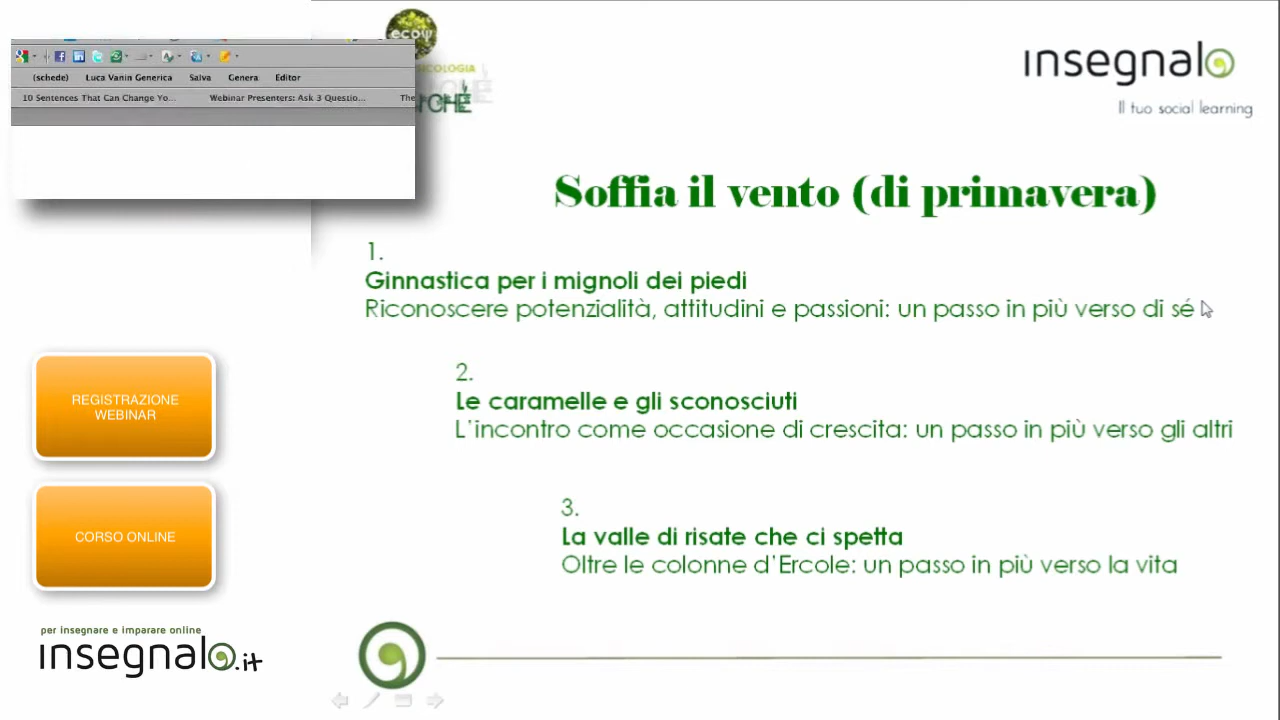 ecow
(schede) Luca Vanin Generica Salva Genera Editor
10 Sentences That Can Change Yo... Webinar Presenters: Ask 3 Questio... The
insegnalo
Il tuo social learning
Soffia il vento (di primavera)
1.
Ginnastica per i mignoli dei piedi
Riconoscere potenzialità, attitudini e passioni: un passo in più verso di sé
2.
Le caramelle e gli sconosciuti
L'incontro come occasione di crescita: un passo in più verso gli altri
3.
La valle di risate che ci spetta
Oltre le colonne d'Ercole: un passo in più verso la vita
REGISTRAZIONE
WEBINAR
CORSO ONLINE
per insegnare e imparare online
insegnalo.it